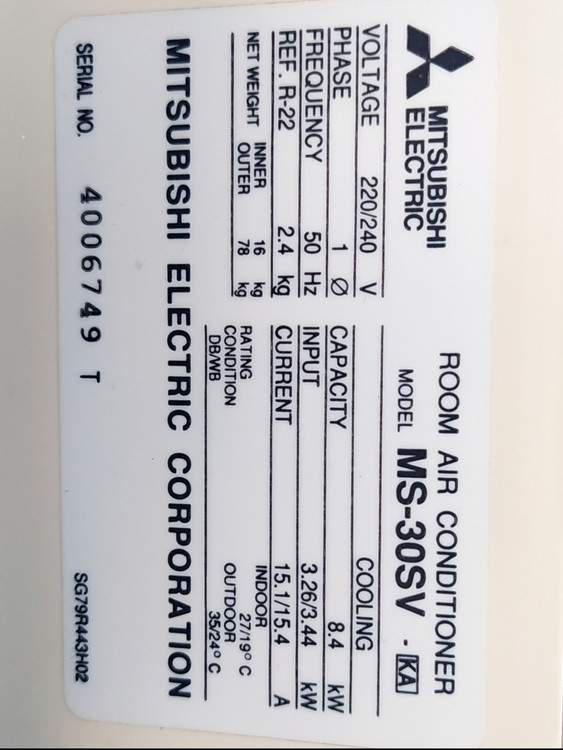 MITSUBISHI
ELECTRIC
ROOM AIR CONDITIONER
MODEL MS-30SV - KA
VOLTAGE 220/240 V
PHASE 1 Ø
FREQUENCY 50 Hz
REF. R-22 2.4 kg
NET WEIGHT INNER 16 kg
OUTER 78 kg
COOLING
CAPACITY 8.4 kW
INPUT 3.26/3.44 kW
CURRENT 15.1/15.4 A
RATING INDOOR
CONDITION 27/19° C
DB/WB OUTDOOR
35/24° C
MITSUBISHI ELECTRIC CORPORATION
SERIAL NO. 4006749 T
SG79R443H02